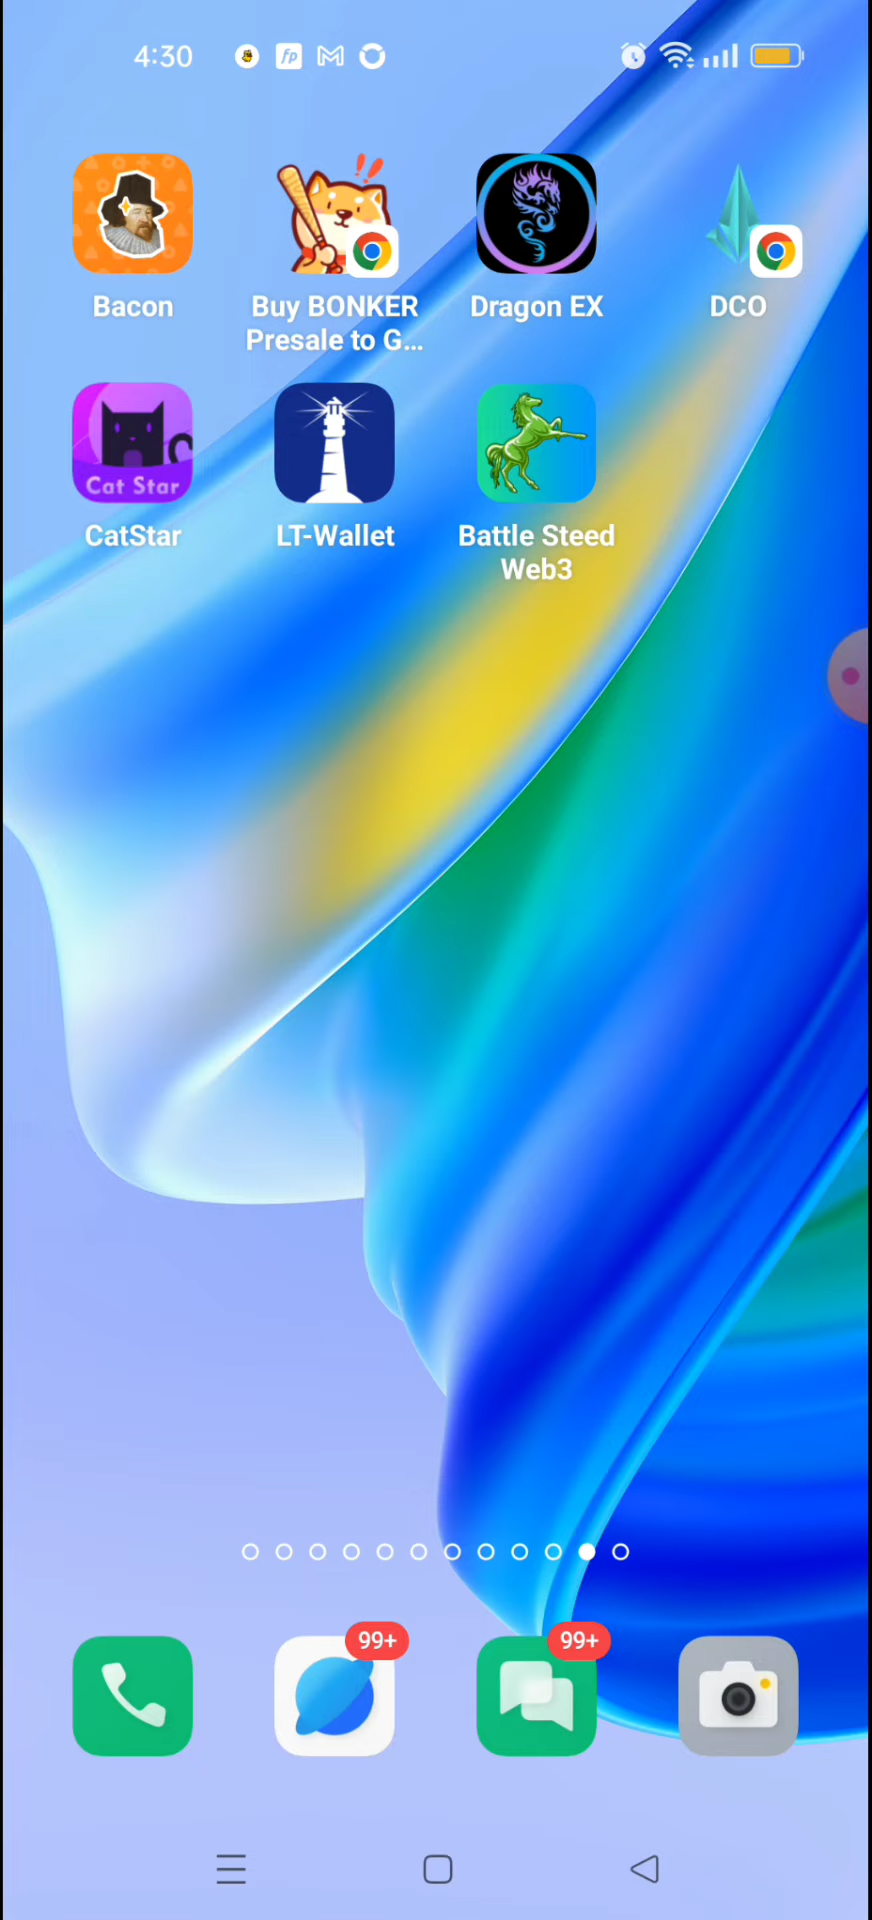 4:30
fp
Bacon
Buy BONKER
Presale to G...
Dragon EX
DCO
Cat Star
CatStar
LT-Wallet
Battle Steed
Web3
99+
99+